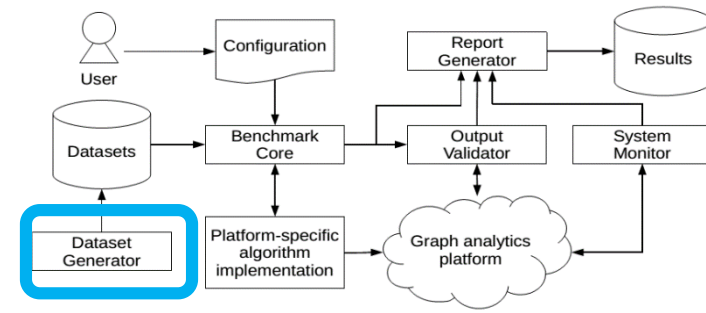 User
Configuration
Report
Generator
Results
Datasets
Benchmark
Core
Output
Validator
System
Monitor
Dataset
Generator
Platform-specific
algorithm
implementation
Graph analytics
platform